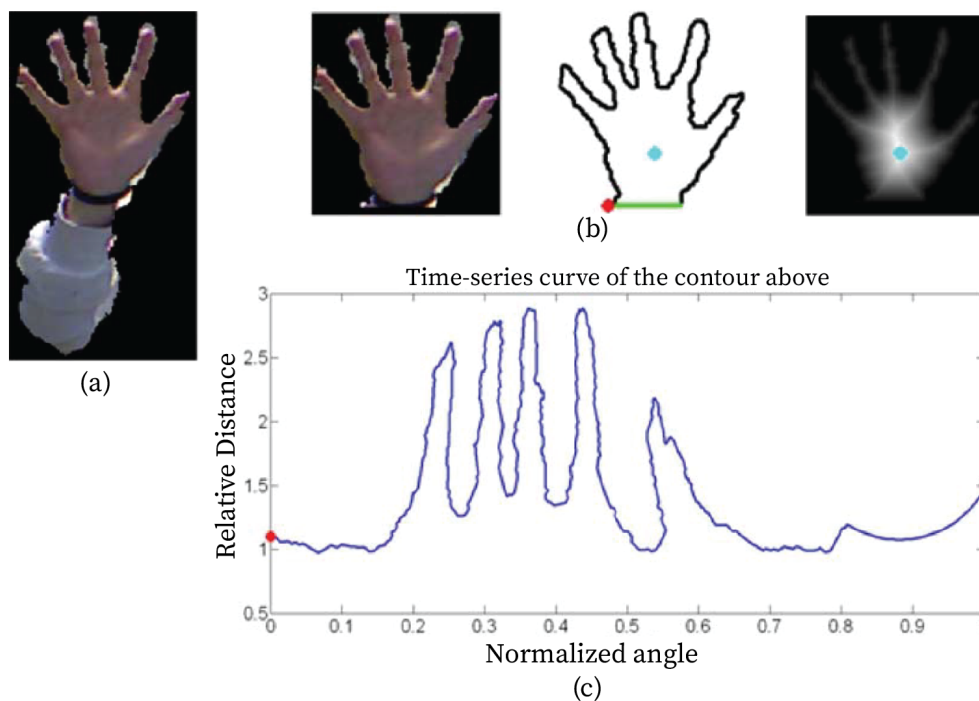 (a)
(b)
Time-series curve of the contour above
3
2.5
2
1.5
1
0.5
Relative Distance
0 0.1 0.2 0.3 0.4 0.5 0.6 0.7 0.8 0.9
Normalized angle
(c)